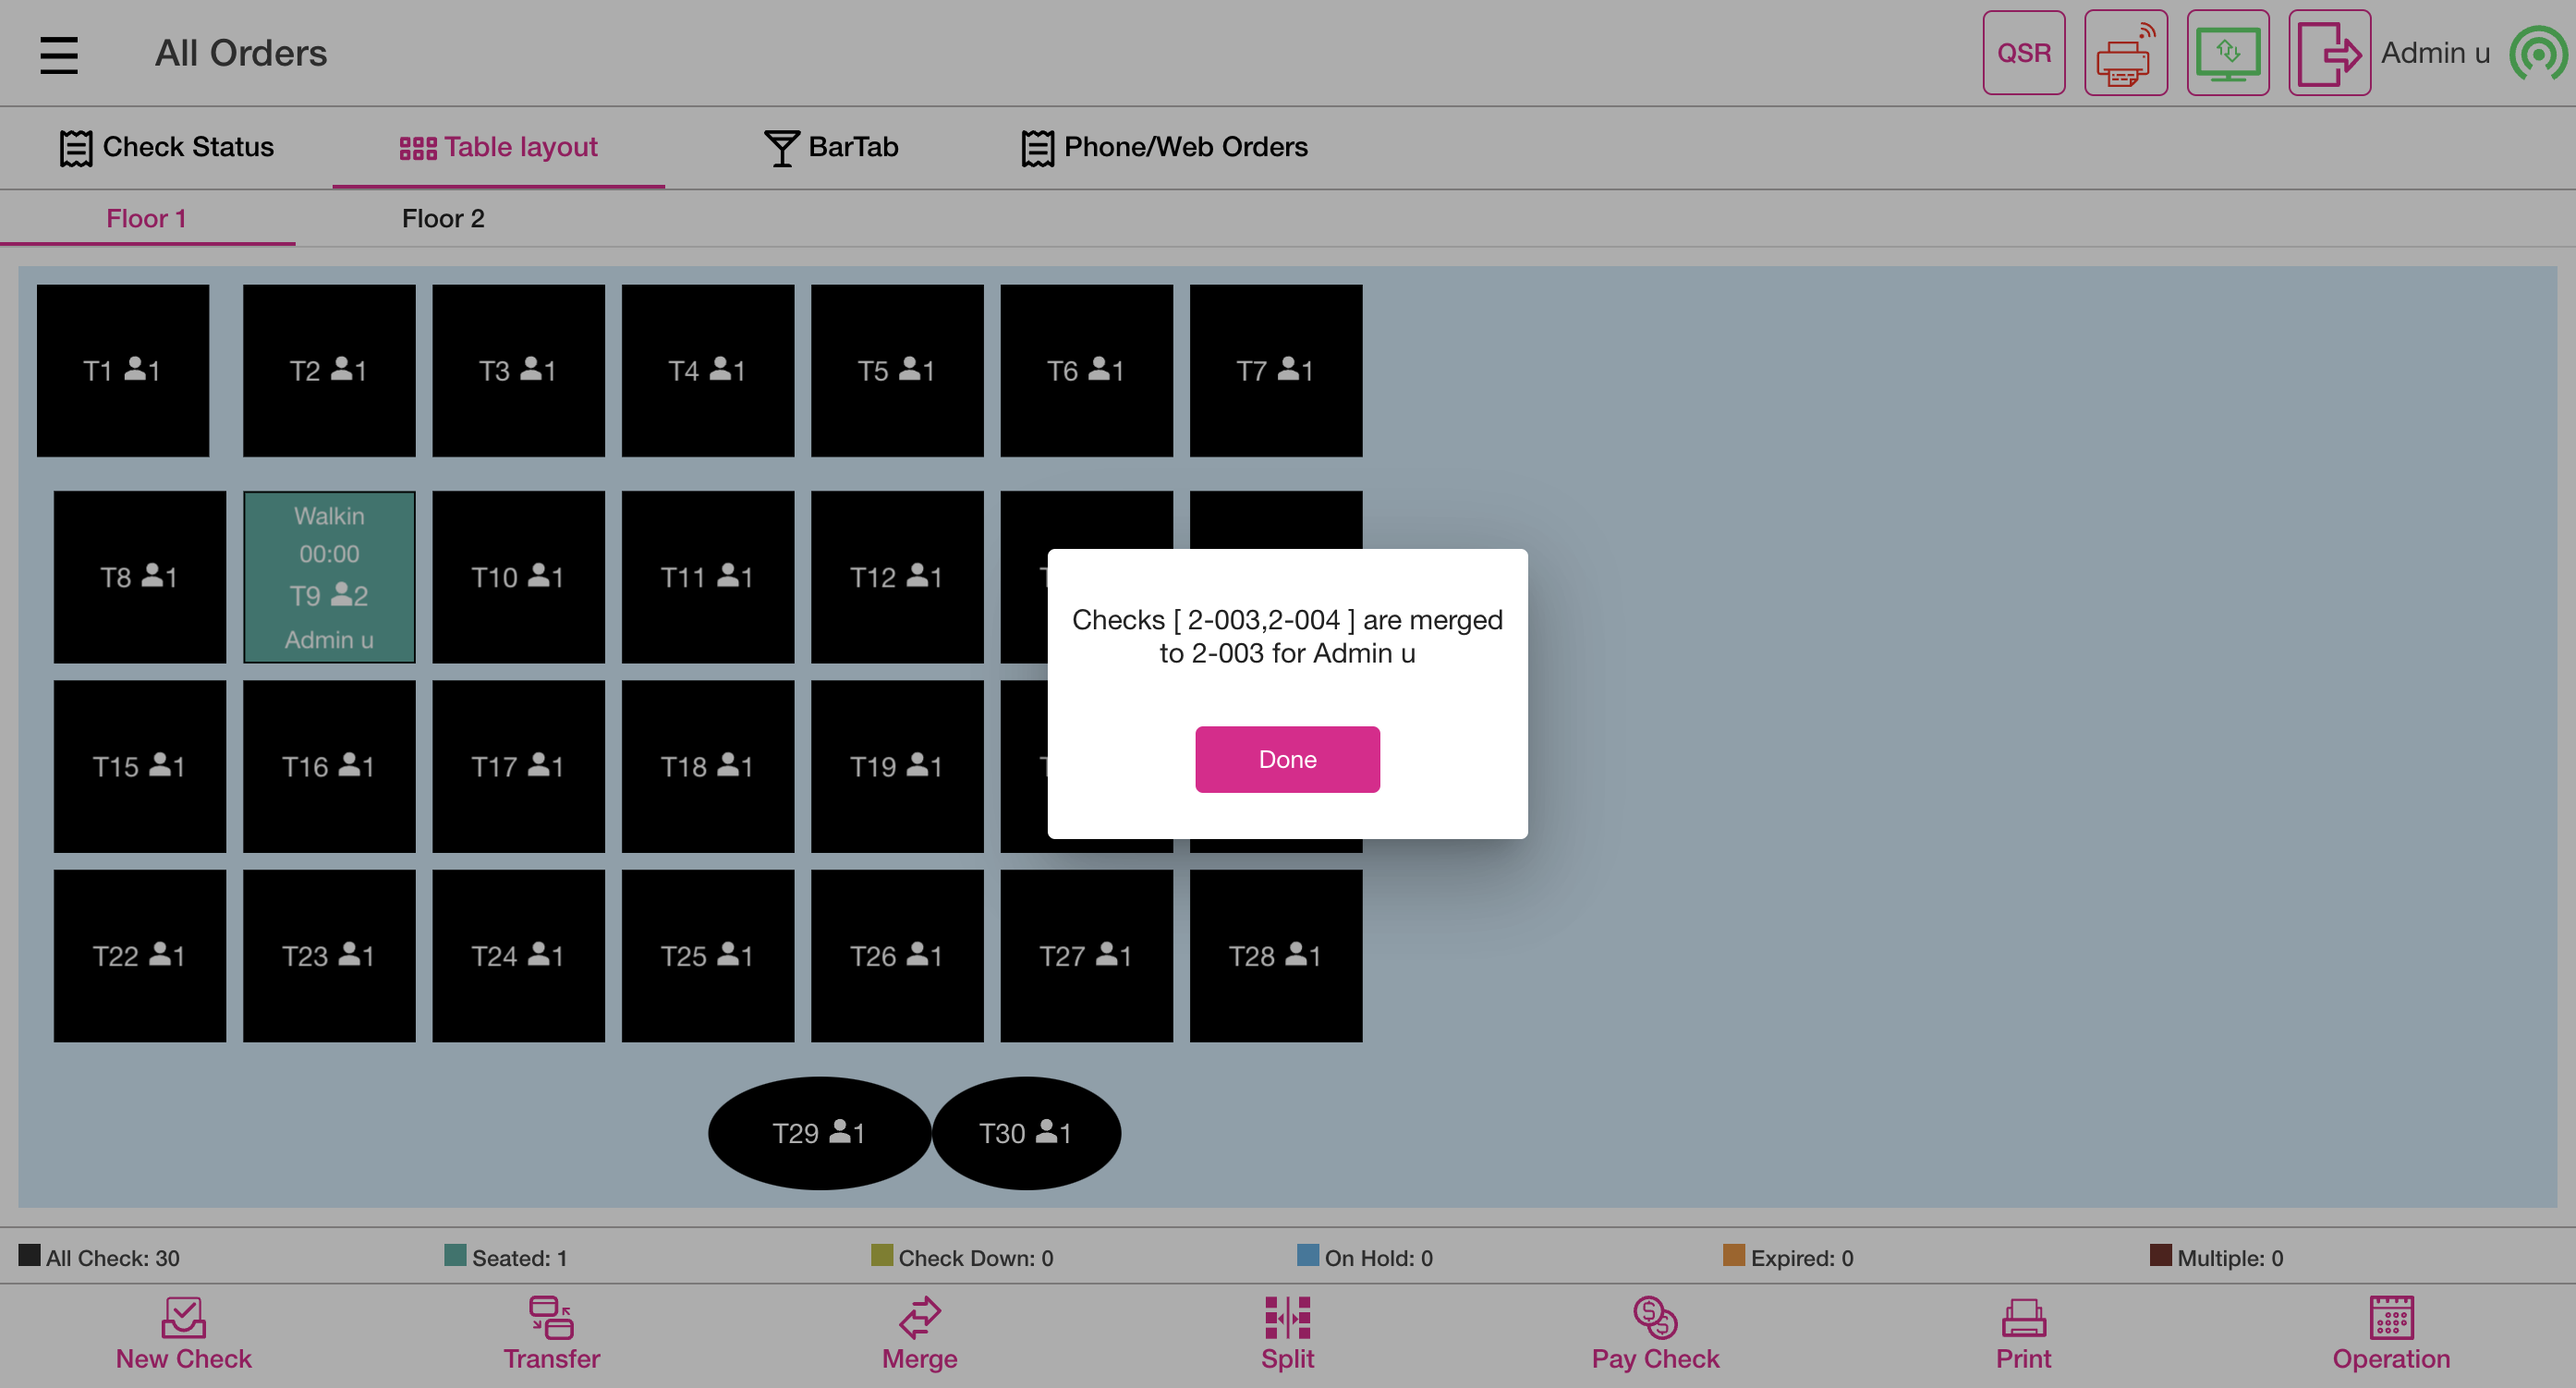 All Orders
QSR
Admin u
Check Status
Table layout
BarTab
Phone/Web Orders
Floor 1
Floor 2
T1 1
T2 1
T3 1
T4 1
T5 1
T6 1
T7 1
T8 1
Walkin
00:00
T9 2
Admin u
T10 1
T11 1
T12 1
Checks [ 2-003,2-004 ] are merged
to 2-003 for Admin u
Done
T15 1
T16 1
T17 1
T18 1
T19 1
T22 1
T23 1
T24 1
T25 1
T26 1
T27 1
T28 1
T29 1
T30 1
All Check: 30
Seated: 1
Check Down: 0
On Hold: 0
Expired: 0
Multiple: 0
New Check
Transfer
Merge
Split
Pay Check
Print
Operation